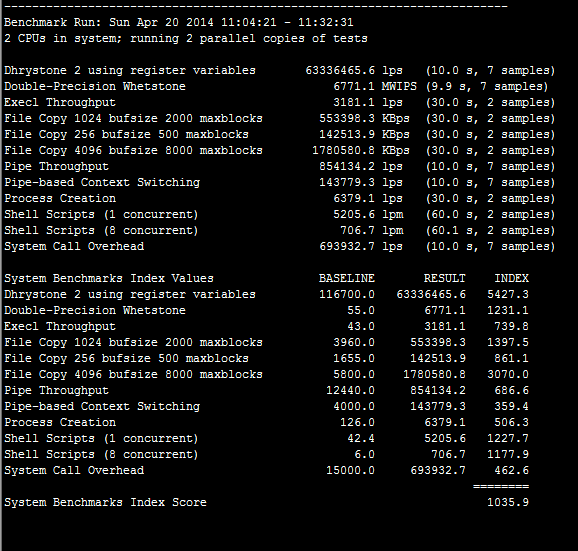 ------------------------------------------------------------------------
Benchmark Run: Sun Apr 20 2014 11:04:21 - 11:32:31
2 CPUs in system; running 2 parallel copies of tests

Dhrystone 2 using register variables       63336465.6 lps   (10.0 s, 7 samples)
Double-Precision Whetstone                     6771.1 MWIPS (9.9 s, 7 samples)
Execl Throughput                               3181.1 lps   (30.0 s, 2 samples)
File Copy 1024 bufsize 2000 maxblocks        553398.3 KBps  (30.0 s, 2 samples)
File Copy 256 bufsize 500 maxblocks          142513.9 KBps  (30.0 s, 2 samples)
File Copy 4096 bufsize 8000 maxblocks       1780580.8 KBps  (30.0 s, 2 samples)
Pipe Throughput                              854134.2 lps   (10.0 s, 7 samples)
Pipe-based Context Switching                 143779.3 lps   (10.0 s, 7 samples)
Process Creation                               6379.1 lps   (30.0 s, 2 samples)
Shell Scripts (1 concurrent)                   5205.6 lpm   (60.0 s, 2 samples)
Shell Scripts (8 concurrent)                    706.7 lpm   (60.1 s, 2 samples)
System Call Overhead                         693932.7 lps   (10.0 s, 7 samples)

System Benchmarks Index Values               BASELINE       RESULT    INDEX
Dhrystone 2 using register variables         116700.0   63336465.6   5427.3
Double-Precision Whetstone                       55.0       6771.1   1231.1
Execl Throughput                                 43.0       3181.1    739.8
File Copy 1024 bufsize 2000 maxblocks          3960.0     553398.3   1397.5
File Copy 256 bufsize 500 maxblocks            1655.0     142513.9    861.1
File Copy 4096 bufsize 8000 maxblocks          5800.0    1780580.8   3070.0
Pipe Throughput                               12440.0     854134.2    686.6
Pipe-based Context Switching                   4000.0     143779.3    359.4
Process Creation                                126.0       6379.1    506.3
Shell Scripts (1 concurrent)                     42.4       5205.6   1227.7
Shell Scripts (8 concurrent)                      6.0        706.7   1177.9
System Call Overhead                          15000.0     693932.7    462.6
                                                                   ========
System Benchmarks Index Score                                        1035.9